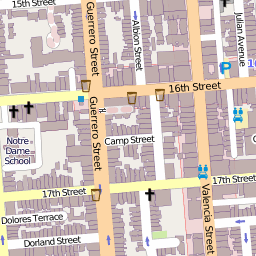 15th Street
Guerrero Street
Albion Street
Julian Avenue
16th Street
Guerrero Street
Camp Street
Notre
Dame
School
17th Street
17th Street
Valencia Street
Dolores Terrace
Dorland Street